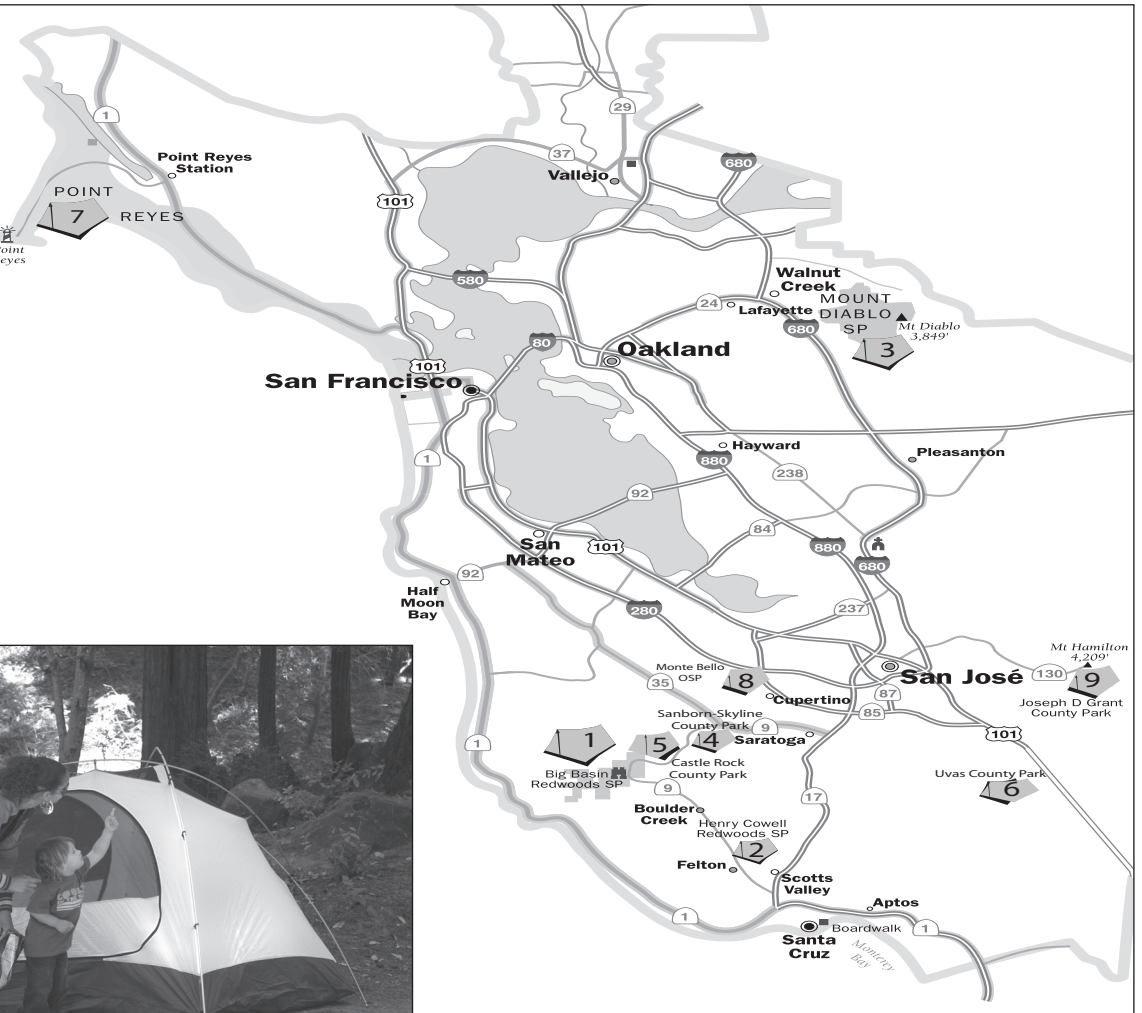 29
1
37
680
Point Reyes
Station
Vallejo
101
POINT
7
REYES
oint
eyes
Walnut
Creek
580
MOUNT
DIABLO
SP
24
Lafayette
680
Mt Diablo
3,849'
80
Oakland
3
101
San Francisco
Hayward
Pleasanton
1
880
238
92
84
San
Mateo
101
880
680
92
Half
Moon
Bay
280
237
Mt Hamilton
4,209'
Monte Bello
OSP
8
35
Cupertino
San José
130
9
87
85
Joseph D Grant
County Park
Sanborn-Skyline
County Park
9
Saratoga
101
1
1
5
4
Castle Rock
County Park
Big Basin
Redwoods SP
9
Uvas County Park
6
17
Boulder
Creek
Henry Cowell
Redwoods SP
2
Felton
Scotts
Valley
Aptos
1
Boardwalk
1
Santa
Cruz
Monterey
Bay